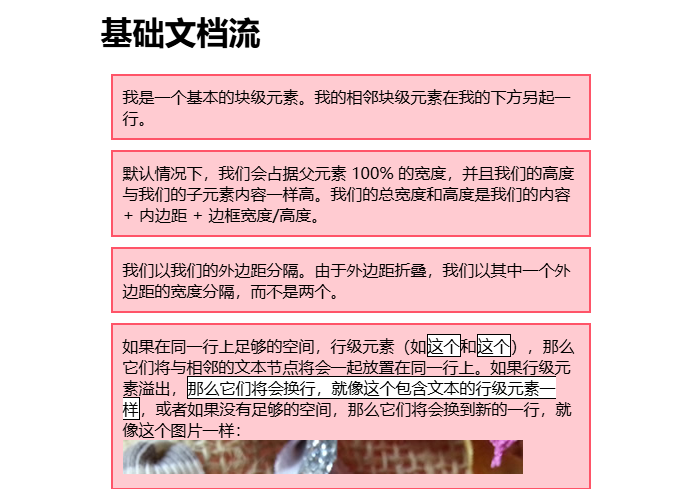 基础文档流
我是一个基本的块级元素。我的相邻块级元素在我的下方另起一
行。
默认情况下，我们会占据父元素 100% 的宽度，并且我们的高度
与我们的子元素内容一样高。我们的总宽度和高度是我们的内容
+ 内边距 + 边框宽度/高度。
我们以我们的外边距分隔。由于外边距折叠，我们以其中一个外
边距的宽度分隔，而不是两个。
如果在同一行上足够的空间，行级元素（如这个和这个），那么
它们将与相邻的文本节点将会一起放置在同一行上。如果行级元
素溢出，那么它们将会换行，就像这个包含文本的行级元素一
样，或者如果没有足够的空间，那么它们将会换到新的一行，就
像这个图片一样：